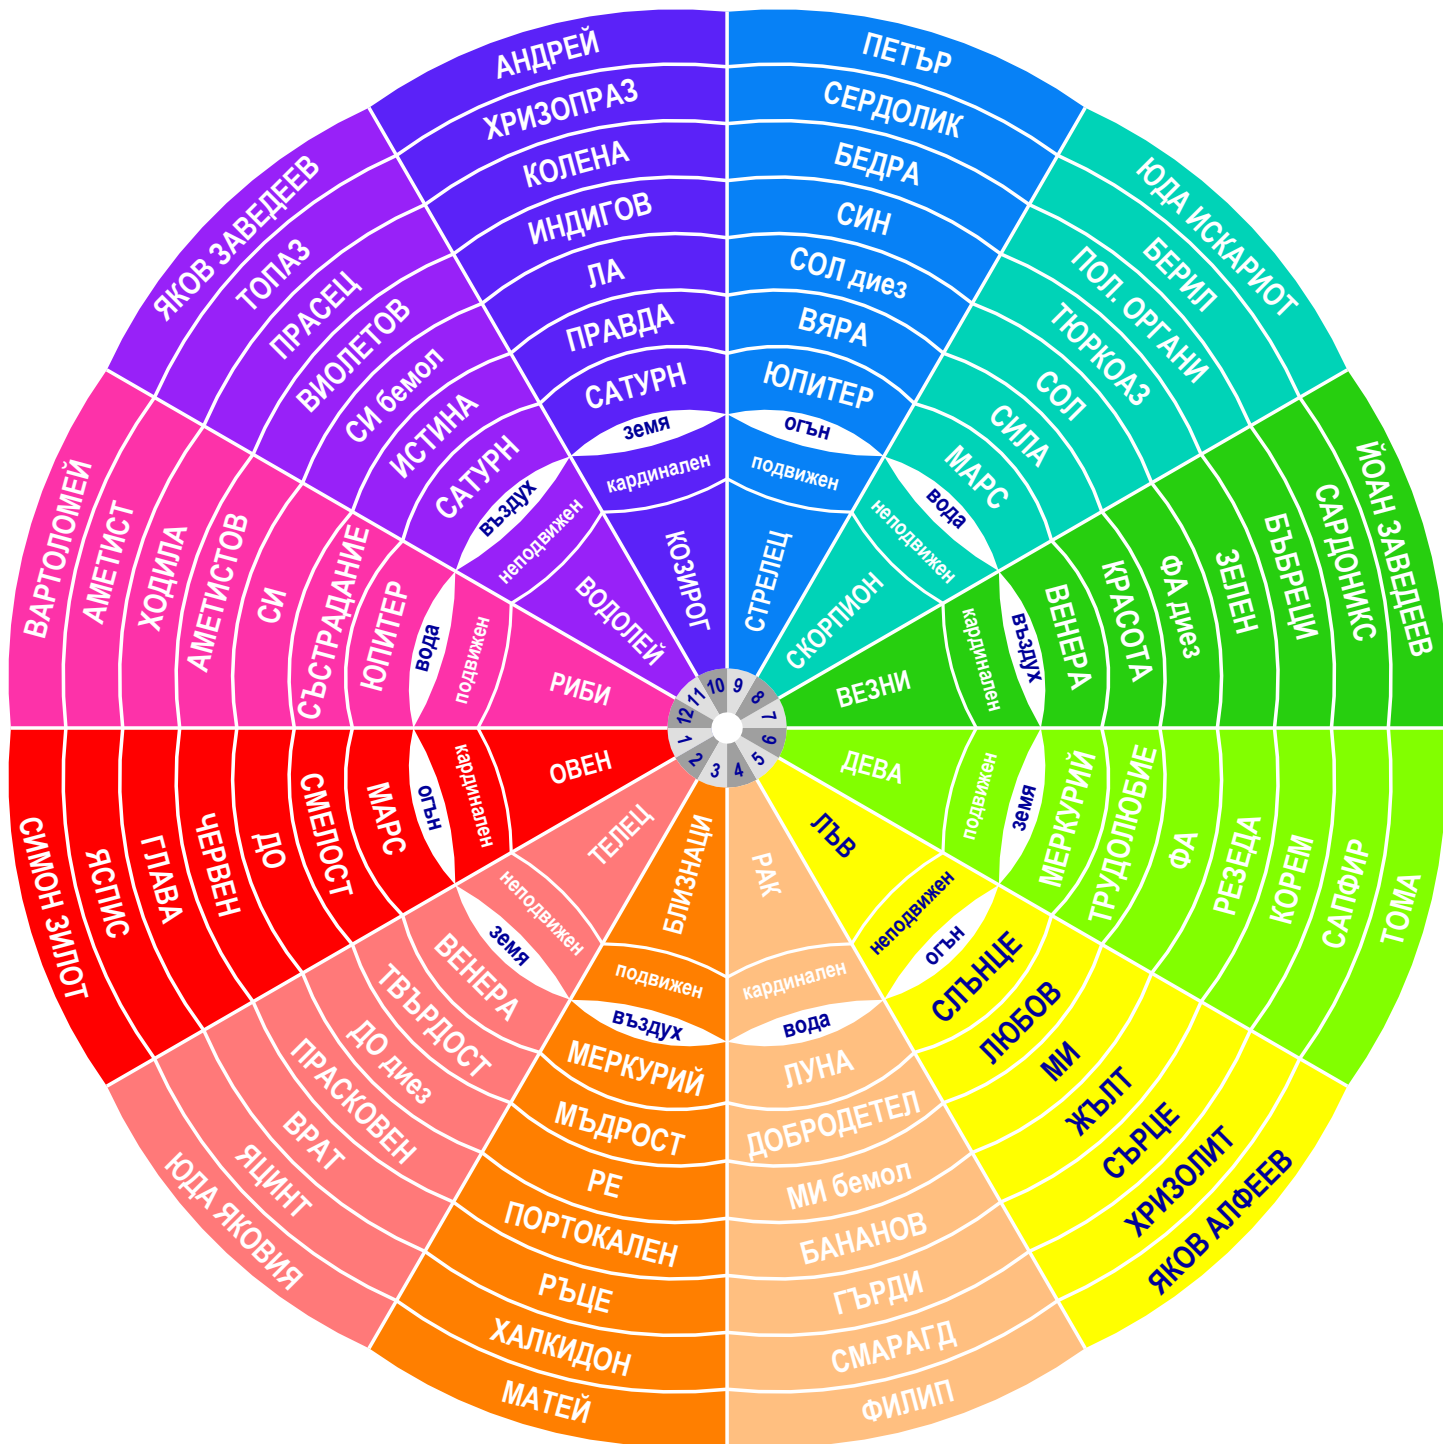 1
ОВЕН
кардинален
огън
МАРС
СМЕЛОСТ
ДО
ЧЕРВЕН
ГЛАВА
ЯСПИС
СИМОН ЗИЛОТ
2
ТЕЛЕЦ
неподвижен
земя
ВЕНЕРА
ТВЪРДОСТ
ДО диез
ПРАСКОВЕН
ВРАТ
ЯЦИНТ
ЮДА ЯКОВИЯ
3
БЛИЗНАЦИ
подвижен
въздух
МЕРКУРИЙ
МЪДРОСТ
РЕ
ПОРТОКАЛЕН
РЪЦЕ
ХАЛКИДОН
МАТЕЙ
4
РАК
кардинален
вода
ЛУНА
ДОБРОДЕТЕЛ
МИ бемол
БАНАНОВ
ГЪРДИ
СМАРАГД
ФИЛИП
5
ЛЪВ
неподвижен
огън
СЛЪНЦЕ
ЛЮБОВ
МИ
ЖЪЛТ
СЪРЦЕ
ХРИЗОЛИТ
ЯКОВ АЛФЕЕВ
6
ДЕВА
подвижен
земя
МЕРКУРИЙ
ТРУДОЛЮБИЕ
ФА
РЕЗЕДА
КОРЕМ
САПФИР
ТОМА
7
ВЕЗНИ
кардинален
въздух
ВЕНЕРА
КРАСОТА
ФА диез
ЗЕЛЕН
БЪБРЕЦИ
САРДОНИКС
ЙОАН ЗАВЕДЕЕВ
8
СКОРПИОН
неподвижен
вода
МАРС
СИЛА
СОЛ
ТЮРКОАЗ
ПОЛ. ОРГАНИ
БЕРИЛ
ЮДА ИСКАРИОТ
9
СТРЕЛЕЦ
подвижен
огън
ЮПИТЕР
ВЯРА
СОЛ диез
СИН
БЕДРА
СЕРДОЛИК
ПЕТЪР
10
КОЗИРОГ
кардинален
земя
САТУРН
ПРАВДА
ЛА
ИНДИГОВ
КОЛЕНА
ХРИЗОПРАЗ
АНДРЕЙ
11
ВОДОЛЕЙ
неподвижен
въздух
САТУРН
ИСТИНА
СИ бемол
ВИОЛЕТОВ
ПРАСЕЦ
ТОПАЗ
ЯКОВ ЗАВЕДЕЕВ
12
РИБИ
подвижен
вода
ЮПИТЕР
СЪСТРАДАНИЕ
СИ
АМЕТИСТОВ
ХОДИЛА
АМЕТИСТ
ВАРТОЛОМЕЙ